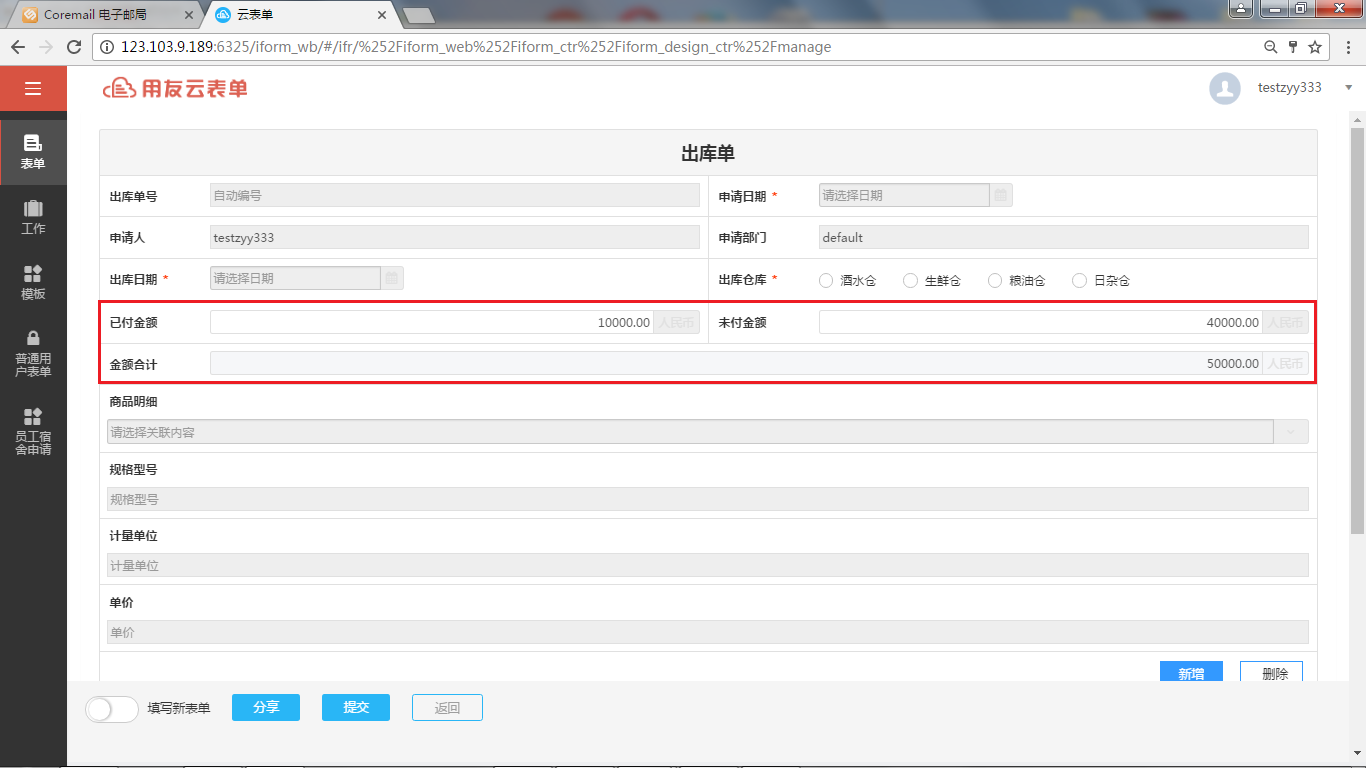 Coremail 电子邮局
云表单
123.103.9.189:6325/iform_wb/#/ifr/%252Fiform_web%252Fiform_ctr%252Fiform_design_ctr%252Fmanage
用友云表单
testzyy333
表单
工作
模板
普通用
户表单
员工宿
舍申请
出库单
出库单号 自动编号 申请日期 * 请选择日期
申请人 testzyy333 申请部门 default
出库日期 * 请选择日期 出库仓库 * 酒水仓 生鲜仓 粮油仓 日杂仓
已付金额 10000.00 人民币 未付金额 40000.00 人民币
金额合计 50000.00 人民币
商品明细
请选择关联内容
规格型号
规格型号
计量单位
计量单位
单价
单价
新增 删除
填写新表单 分享 提交 返回